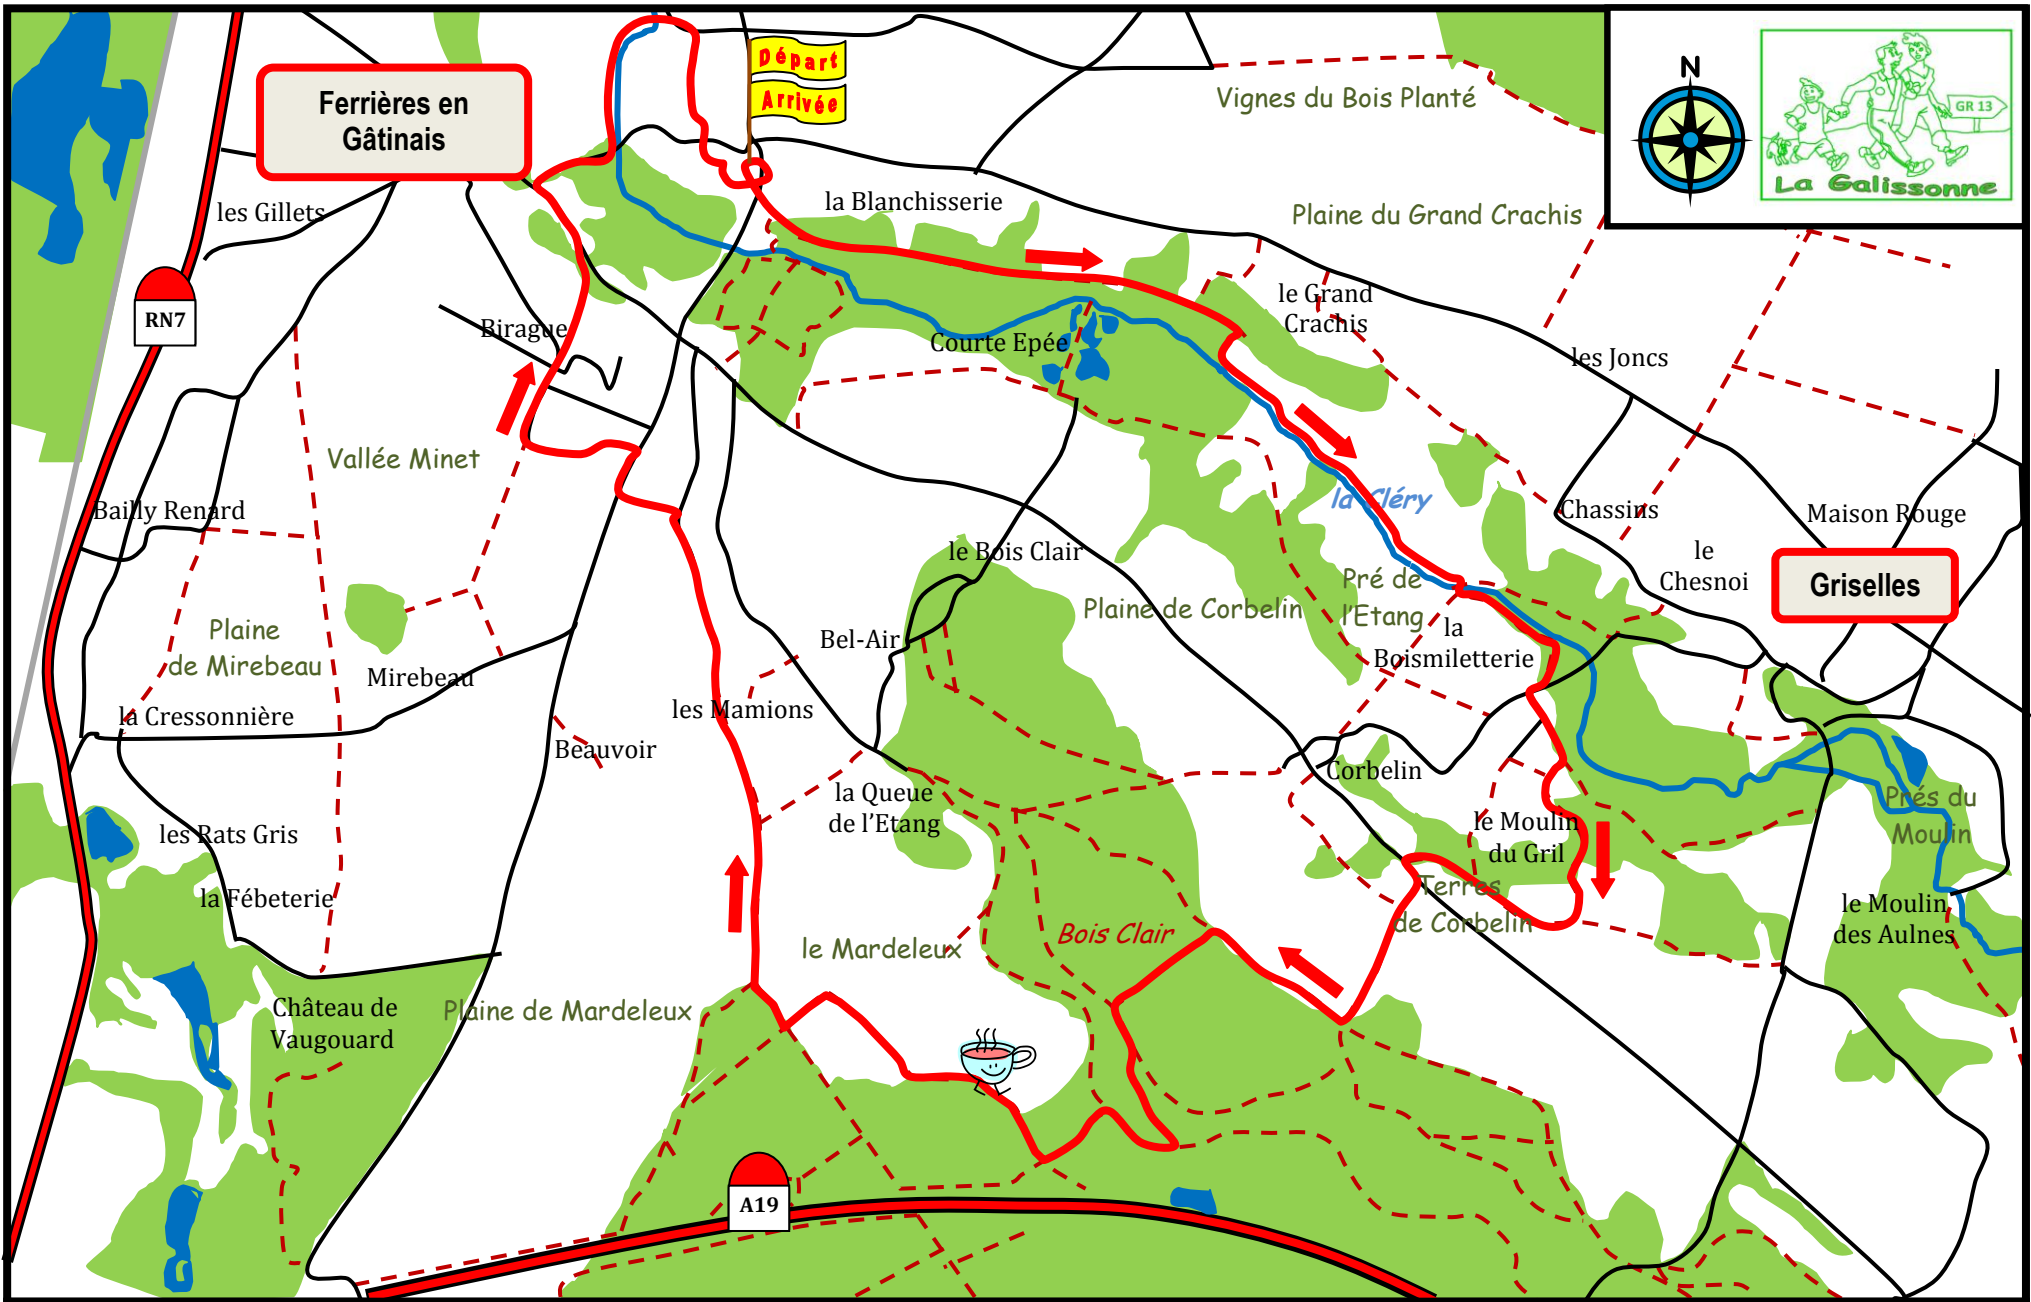 Départ
Arrivée
N
GR 13
La Galissonne
Ferrières en
Gâtinais
Vignes du Bois Planté
les Gillets
la Blanchisserie
Plaine du Grand Crachis
RN7
Birague
le Grand
Crachis
Courte Epée
les Joncs
Vallée Minet
la Cléry
Bailly Renard
Chassins
Maison Rouge
le Bois Clair
le
Chesnoi
Griselles
Pré de
l'Etang
Plaine de Corbelin
Plaine
de Mirebeau
Bel-Air
la
Boismiletterie
Mirebeau
la Cressonnière
les Mamions
Beauvoir
Corbelin
la Queue
de l'Etang
Prés du
Moulin
les Rats Gris
le Moulin
du Gril
la Fébeterie
Terres
de Corbelin
le Moulin
des Aulnes
Bois Clair
le Mardeleux
Château de
Vaugouard
Plaine de Mardeleux
A19